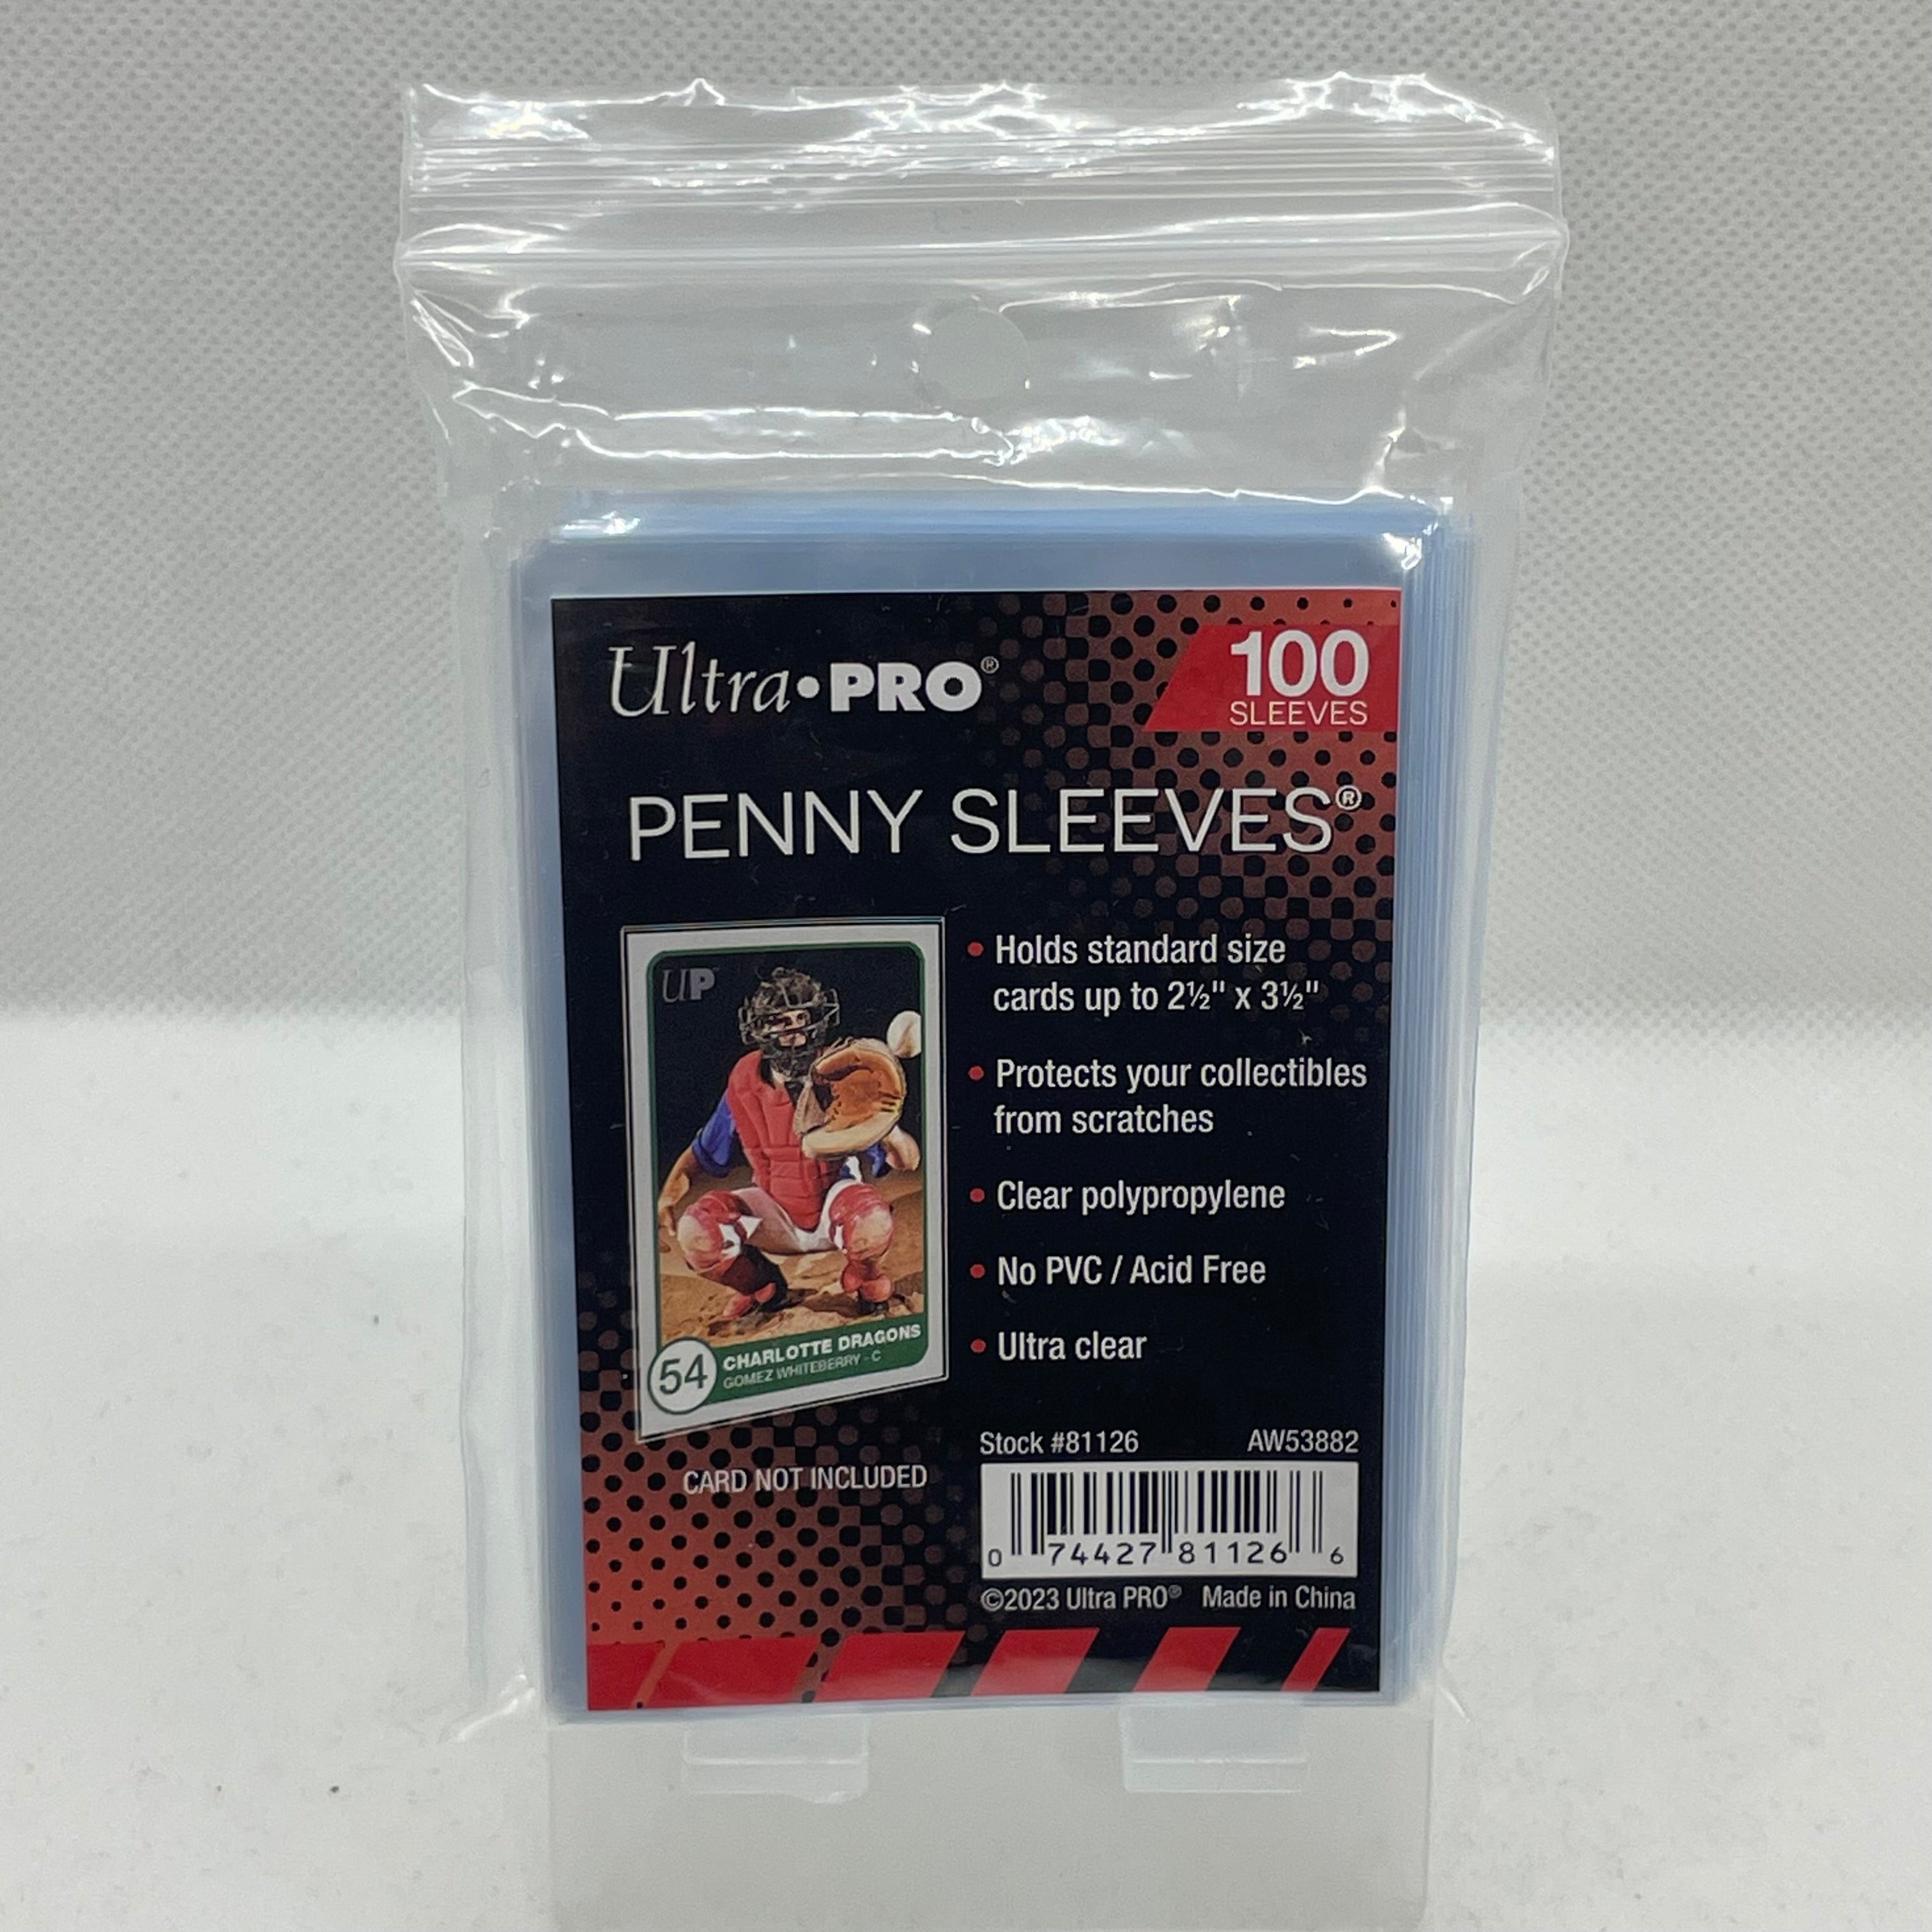 Ultra•PRO®
100
SLEEVES
PENNY SLEEVES®
UP
54
CHARLOTTE DRAGONS
GOMEZ WHITEBERRY - C
CARD NOT INCLUDED
• Holds standard size
cards up to 2½" x 3½"
• Protects your collectibles
from scratches
• Clear polypropylene
• No PVC / Acid Free
• Ultra clear
Stock #81126 AW53882
0 74427 81126 6
©2023 Ultra PRO® Made in China